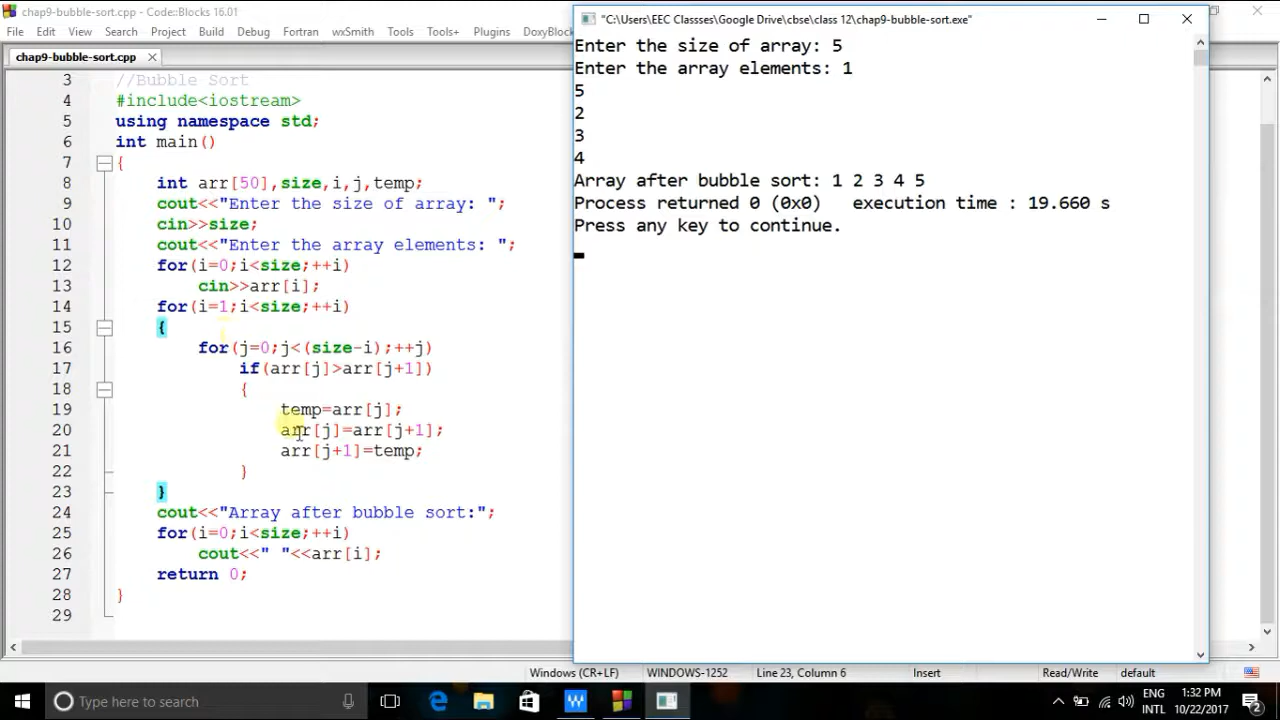 chap9-bubble-sort.cpp - Code::Blocks 16.01
File Edit View Search Project Build Debug Fortran wxSmith Tools Tools+ Plugins DoxyBlock
chap9-bubble-sort.cpp
3 //Bubble Sort
4 #include<iostream>
5 using namespace std;
6 int main()
7 {
8 int arr[50],size,i,j,temp;
9 cout<<"Enter the size of array: ";
10 cin>>size;
11 cout<<"Enter the array elements: ";
12 for(i=0;i<size;++i)
13 cin>>arr[i];
14 for(i=1;i<size;++i)
15 {
16 for(j=0;j<(size-i);++j)
17 if(arr[j]>arr[j+1])
18 {
19 temp=arr[j];
20 arr[j]=arr[j+1];
21 arr[j+1]=temp;
22 }
23 }
24 cout<<"Array after bubble sort:";
25 for(i=0;i<size;++i)
26 cout<<" "<<arr[i];
27 return 0;
28 }
29
"C:\Users\EEC Classses\Google Drive\cbse\class 12\chap9-bubble-sort.exe"
Enter the size of array: 5
Enter the array elements: 1
5
2
3
4
Array after bubble sort: 1 2 3 4 5
Process returned 0 (0x0)   execution time : 19.660 s
Press any key to continue.
Windows (CR+LF) WINDOWS-1252 Line 23, Column 6 Insert Read/Write default
Type here to search
ENG
INTL
1:32 PM
10/22/2017
2